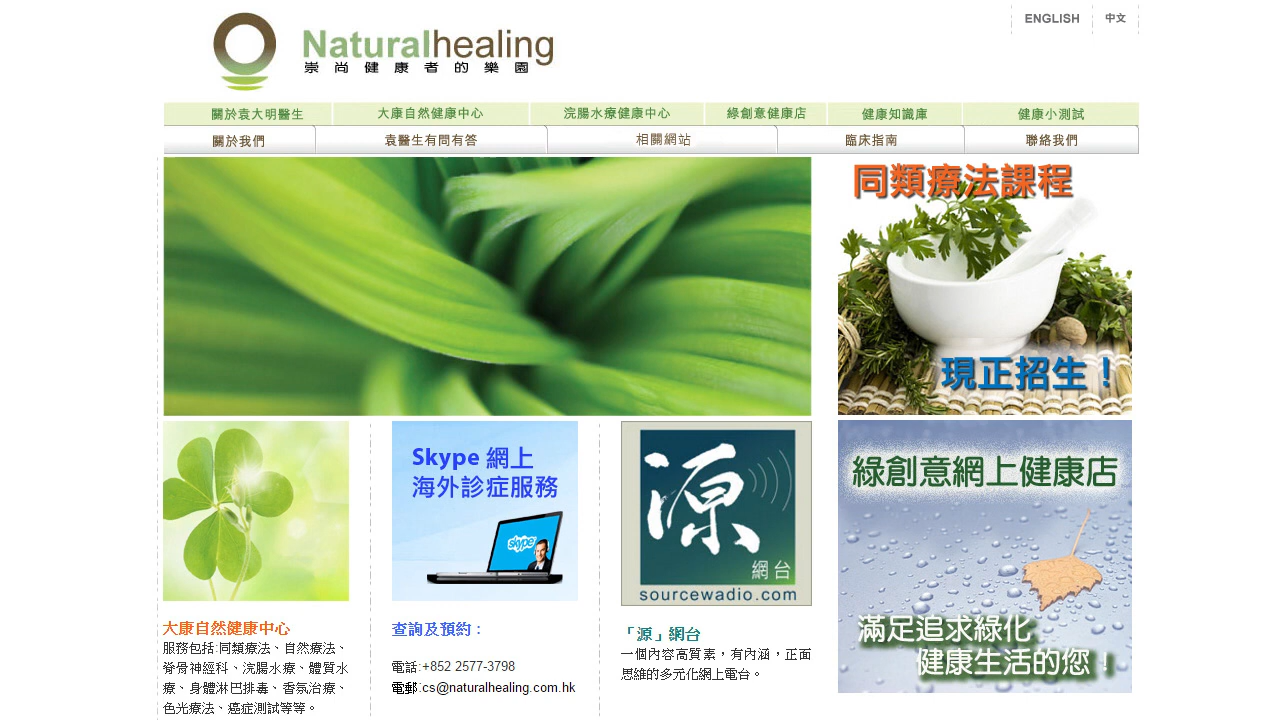 ENGLISH 中文
Naturalhealing
崇尚健康者的樂園
關於袁大明醫生 大康自然健康中心 浣腸水療健康中心 綠創意健康店 健康知識庫 健康小測試
關於我們 袁醫生有問有答 相關網站 臨床指南 聯絡我們
同類療法課程
現正招生！
Skype 網上
海外診症服務
skype
源
網台
sourcewadio.com
綠創意網上健康店
滿足追求綠化
健康生活的您！
大康自然健康中心
服務包括:同類療法、自然療法、
脊骨神經科、浣腸水療、體質水
療、身體淋巴排毒、香氛治療、
色光療法、癌症測試等等。
查詢及預約：
電話:+852 2577-3798
電郵:cs@naturalhealing.com.hk
「源」網台
一個內容高質素，有內涵，正面
思維的多元化網上電台。